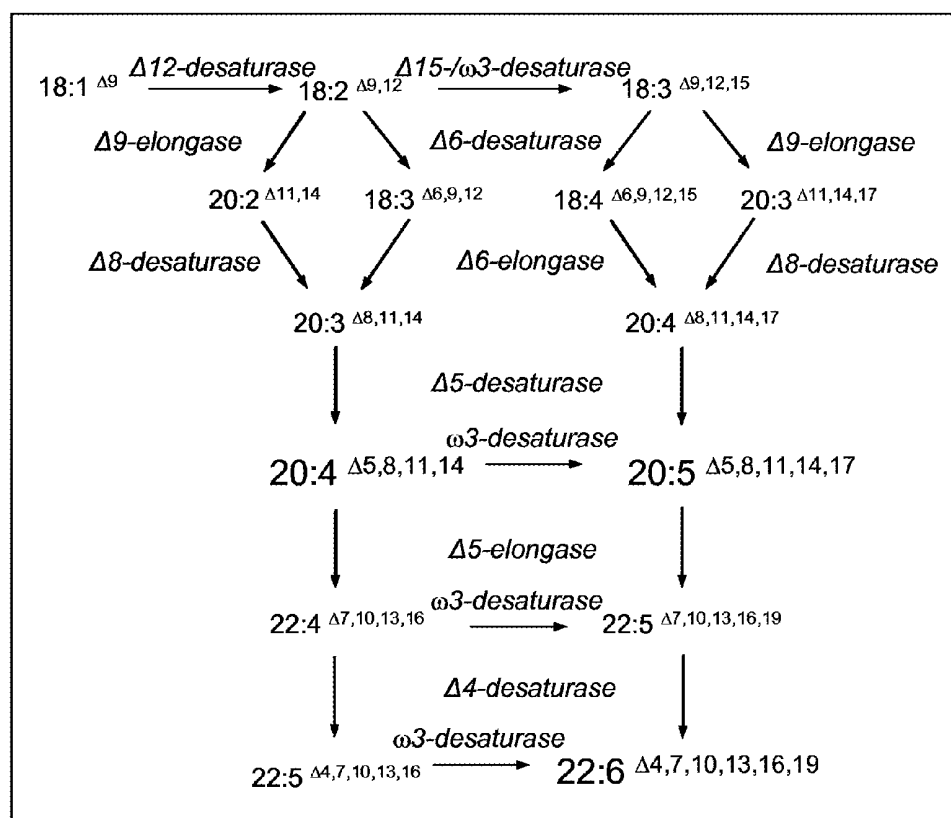 Δ12-desaturase Δ15-/ω3-desaturase
18:1 Δ9 18:2 Δ9,12 18:3 Δ9,12,15
Δ9-elongase Δ6-desaturase Δ9-elongase
20:2 Δ11,14 18:3 Δ6,9,12 18:4 Δ6,9,12,15 20:3 Δ11,14,17
Δ8-desaturase Δ6-elongase Δ8-desaturase
20:3 Δ8,11,14 20:4 Δ8,11,14,17
Δ5-desaturase
ω3-desaturase
20:4 Δ5,8,11,14 20:5 Δ5,8,11,14,17
Δ5-elongase
ω3-desaturase
22:4 Δ7,10,13,16 22:5 Δ7,10,13,16,19
Δ4-desaturase
ω3-desaturase
22:5 Δ4,7,10,13,16 22:6 Δ4,7,10,13,16,19